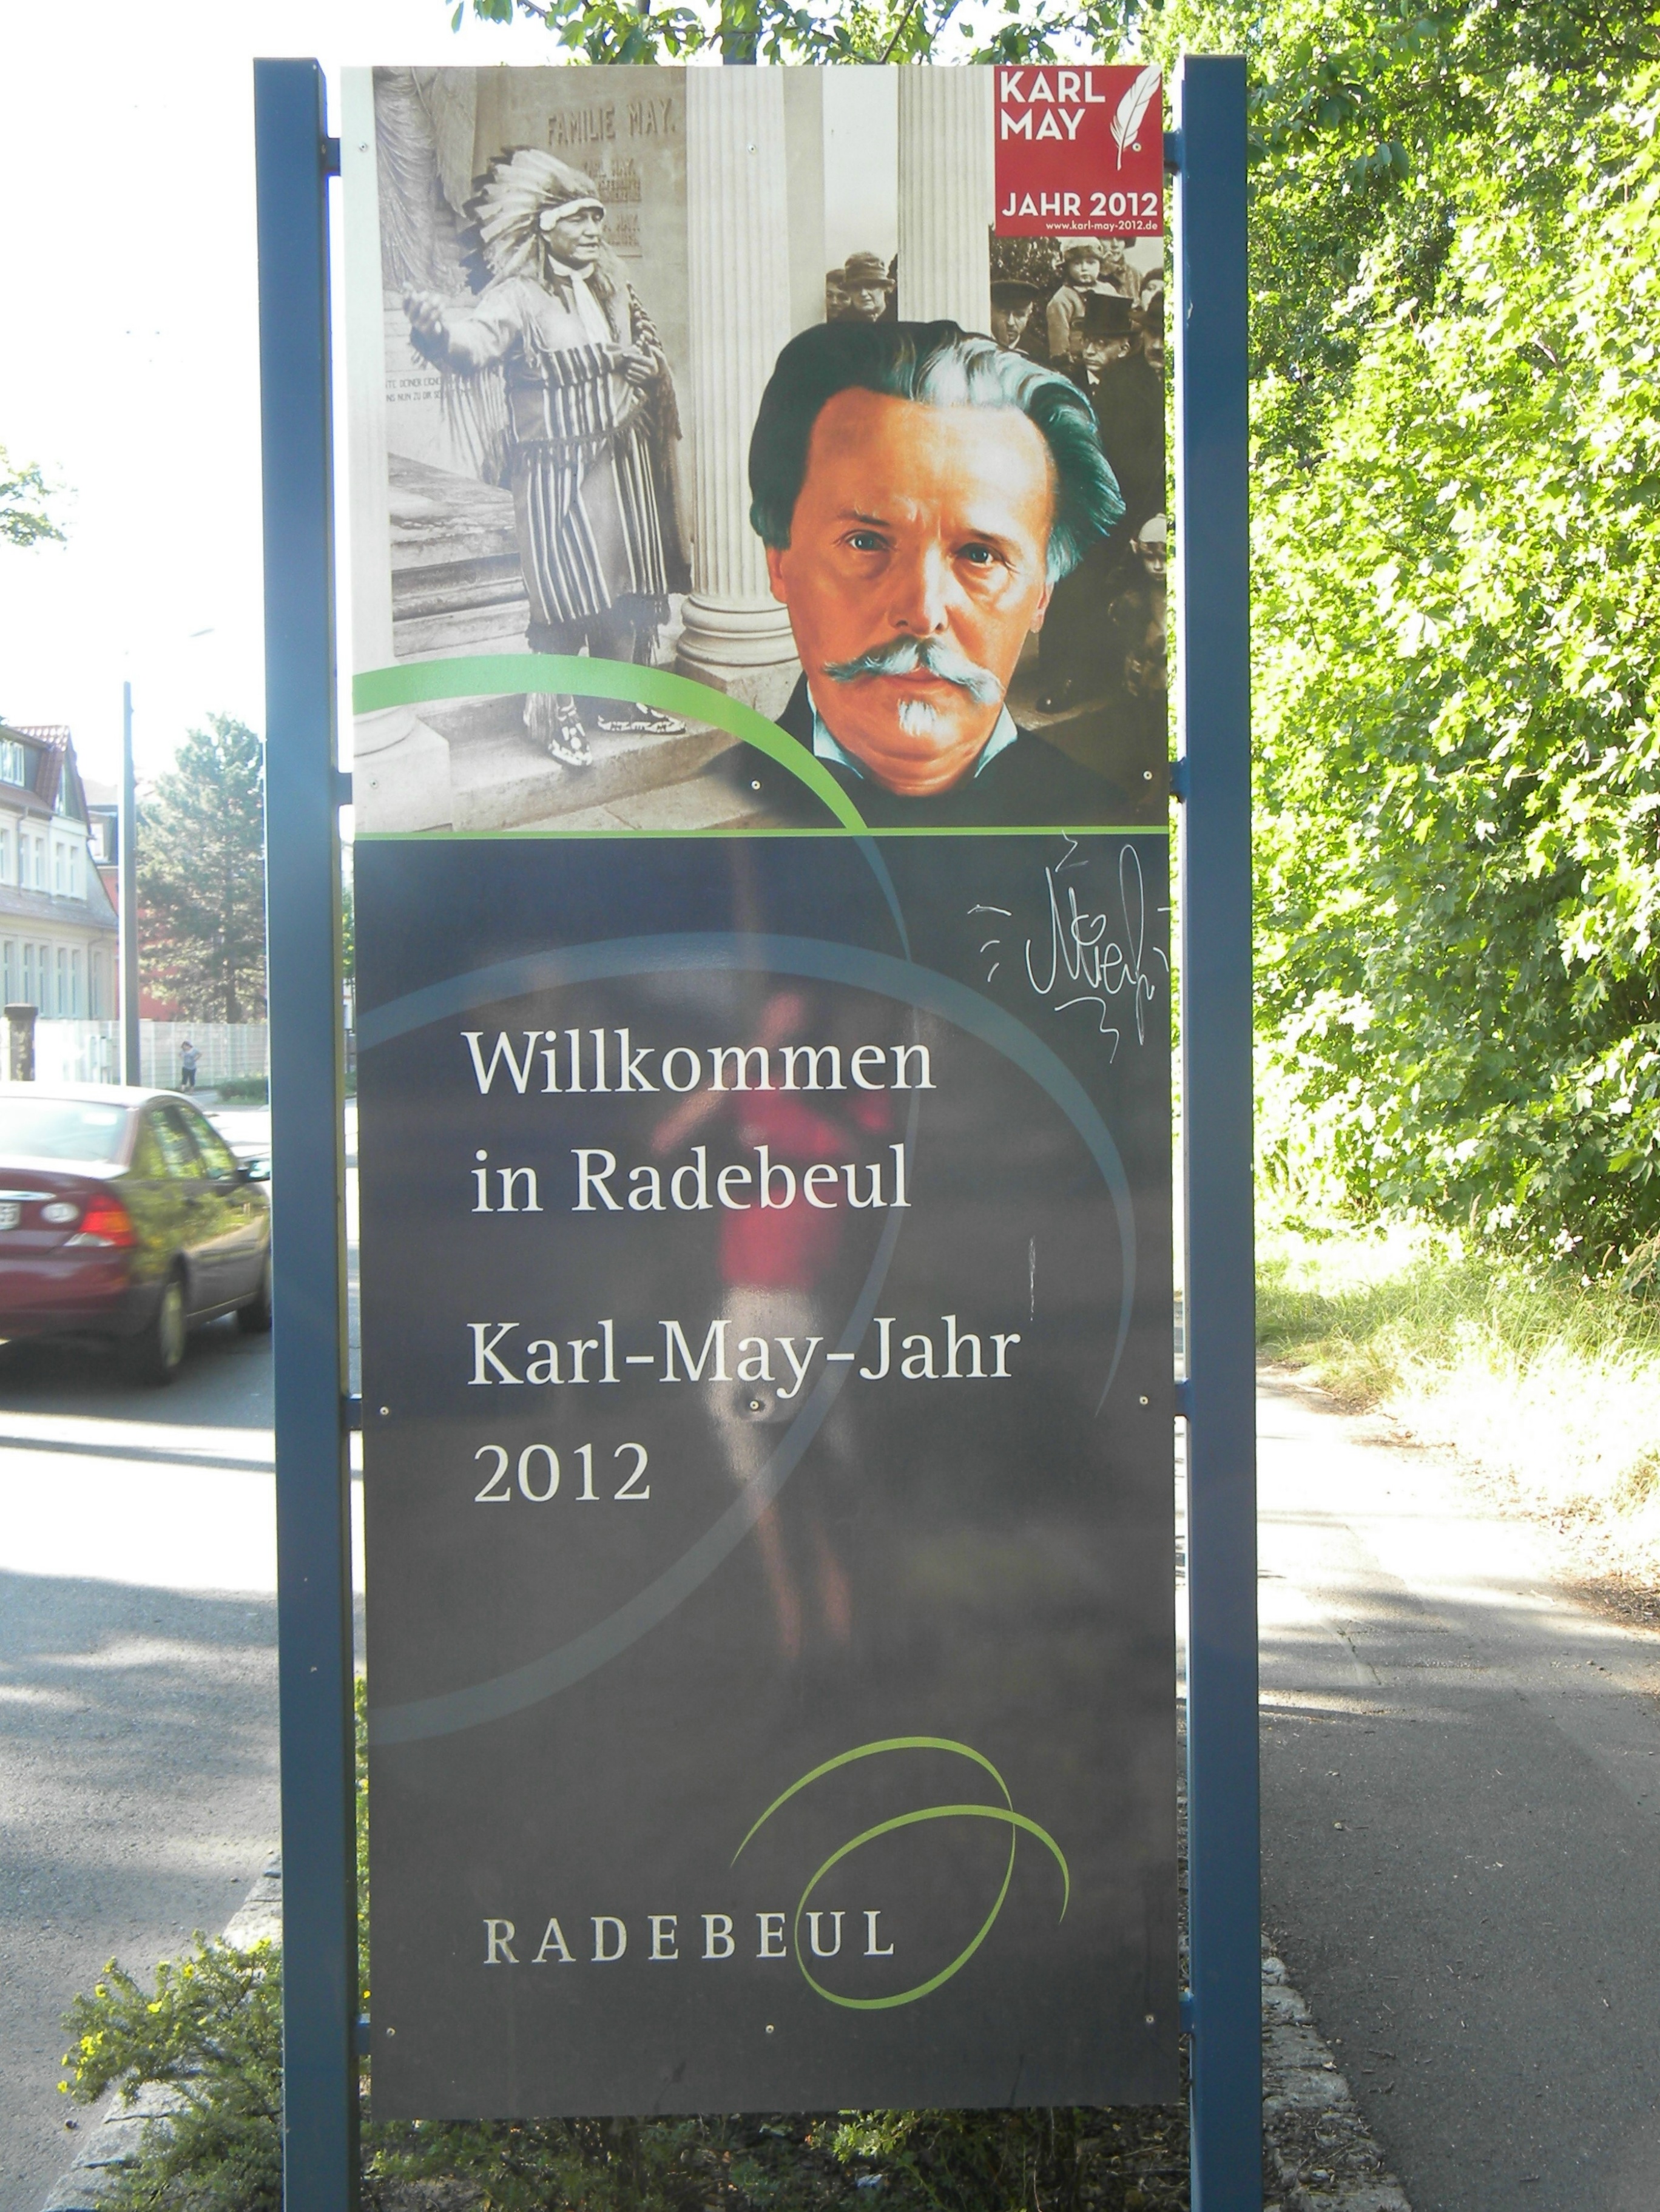 FAMILIE MAY.
KARL
MAY
JAHR 2012
www.karl-may-2012.de
Willkommen
in Radebeul
Karl-May-Jahr
2012
RADEBEUL